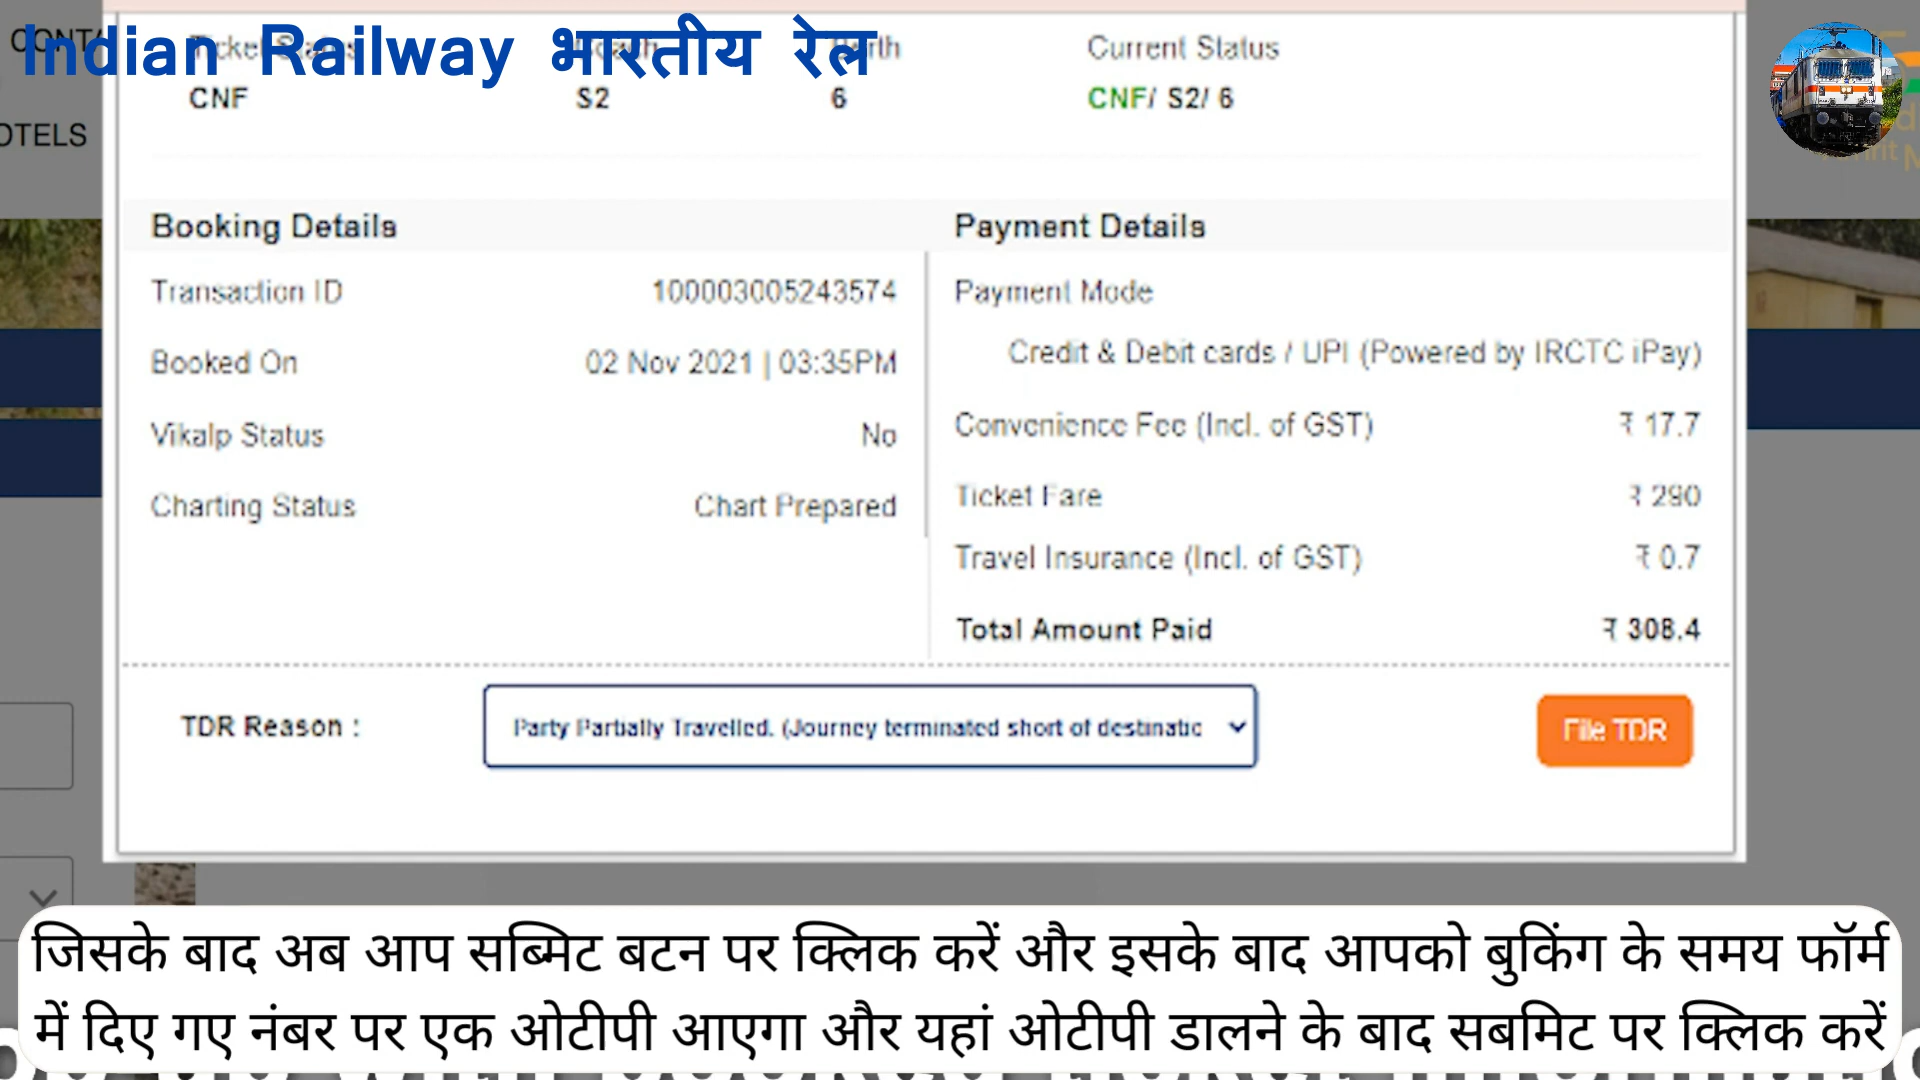 Indian Railway भारतीय रेल
Current Status
CNF S2 6 CNF/ S2/ 6
OTELS
Booking Details Payment Details
Transaction ID 100003005243574 Payment Mode
Credit & Debit cards / UPI (Powered by IRCTC iPay)
Booked On 02 Nov 2021 | 03:35PM
Convenience Fee (Incl. of GST) ₹ 17.7
Vikalp Status No
Ticket Fare ₹ 290
Charting Status Chart Prepared
Travel Insurance (Incl. of GST) ₹ 0.7
Total Amount Paid ₹ 308.4
TDR Reason : Party Partially Travelled. (Journey terminated short of destinatic File TDR
जिसके बाद अब आप सब्मिट बटन पर क्लिक करें और इसके बाद आपको बुकिंग के समय फॉर्म
में दिए गए नंबर पर एक ओटीपी आएगा और यहां ओटीपी डालने के बाद सबमिट पर क्लिक करें